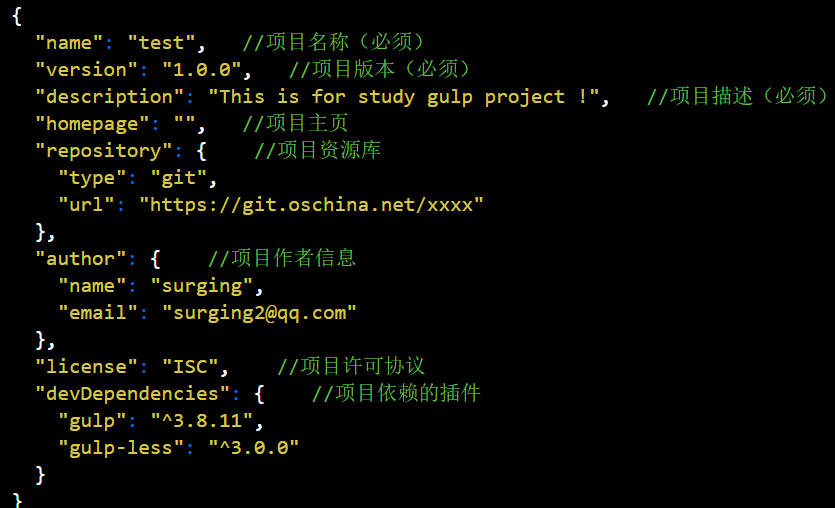 {
"name": "test",   //项目名称（必须）
"version": "1.0.0",   //项目版本（必须）
"description": "This is for study gulp project !",   //项目描述（必须）
"homepage": "",   //项目主页
"repository": {    //项目资源库
"type": "git",
"url": "https://git.oschina.net/xxxx"
},
"author": {    //项目作者信息
"name": "surging",
"email": "surging2@qq.com"
},
"license": "ISC",    //项目许可协议
"devDependencies": {    //项目依赖的插件
"gulp": "^3.8.11",
"gulp-less": "^3.0.0"
}
}